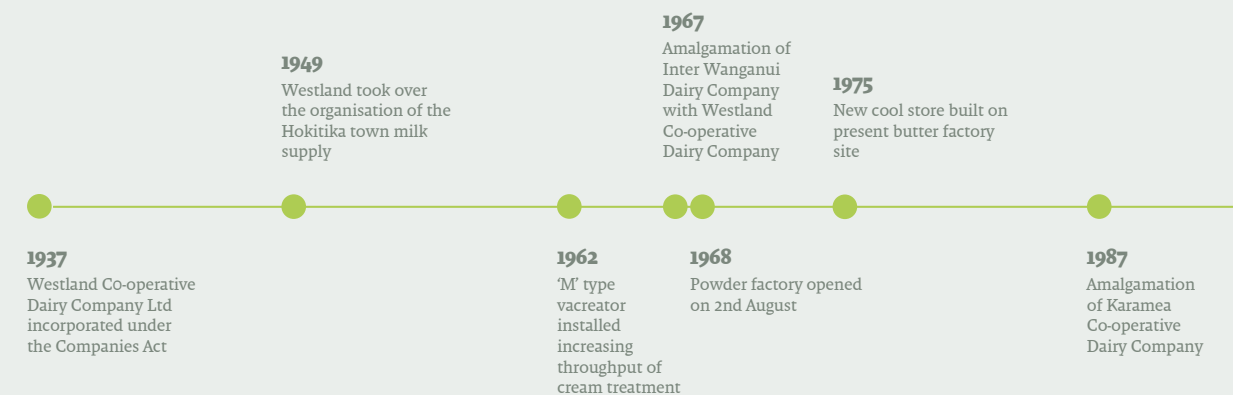 1937
Westland Co-operative
Dairy Company Ltd
incorporated under
the Companies Act
1949
Westland took over
the organisation of the
Hokitika town milk
supply
1962
‘M’ type
vacreator
installed
increasing
throughput of
cream treatment
1967
Amalgamation of
Inter Wanganui
Dairy Company
with Westland
Co-operative
Dairy Company
1968
Powder factory opened
on 2nd August
1975
New cool store built on
present butter factory
site
1987
Amalgamation
of Karamea
Co-operative
Dairy Company